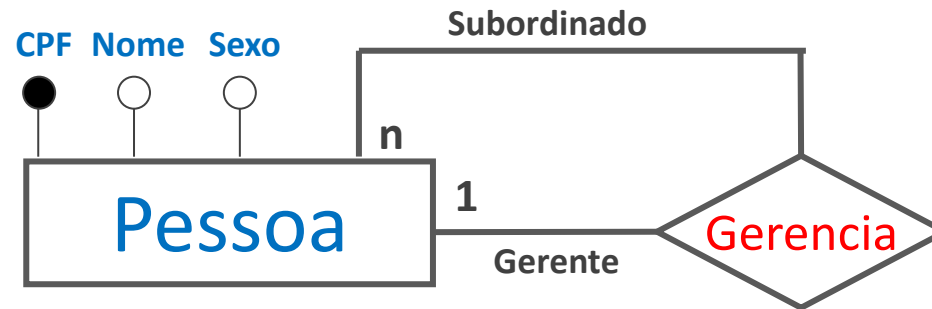 Subordinado
CPF Nome Sexo
n
1
Pessoa
Gerencia
Gerente